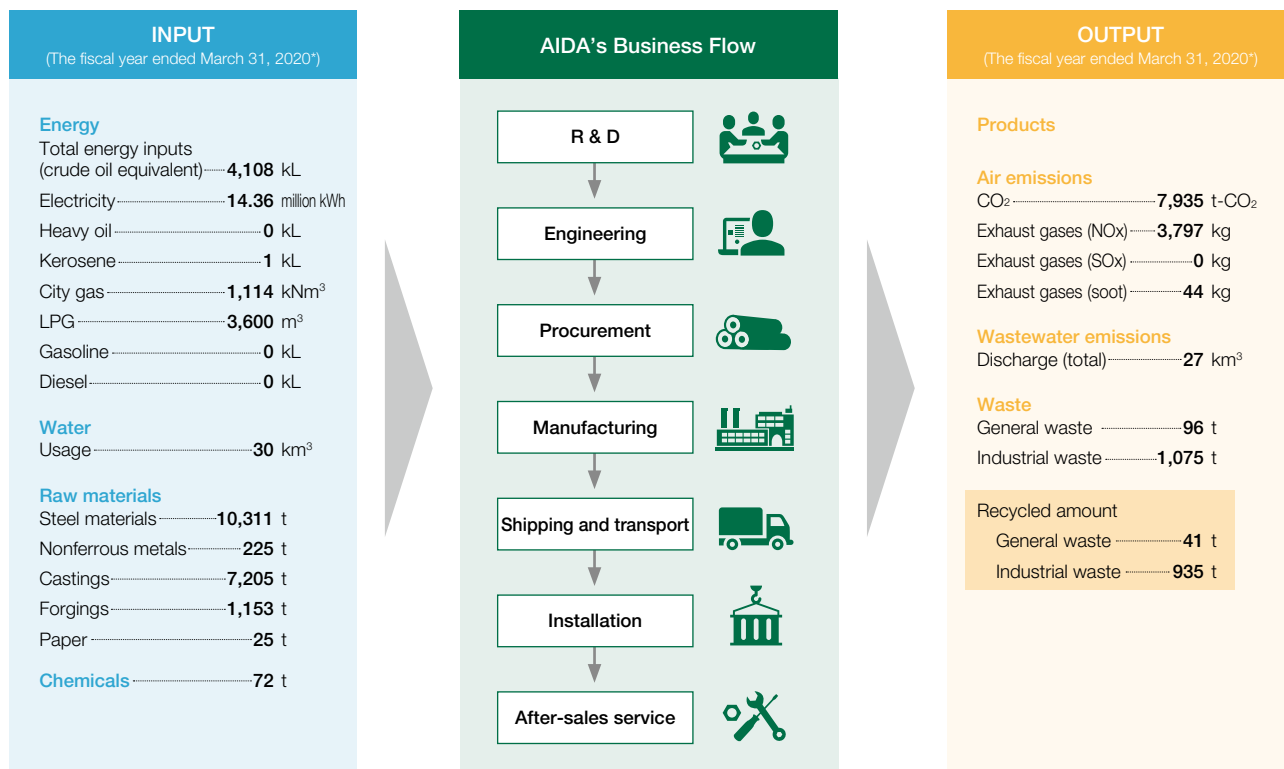 INPUT
(The fiscal year ended March 31, 2020*)
Energy
Total energy inputs
(crude oil equivalent) 4,108 kL
Electricity 14.36 million kWh
Heavy oil 0 kL
Kerosene 1 kL
City gas 1,114 kNm³
LPG 3,600 m³
Gasoline 0 kL
Diesel 0 kL
Water
Usage 30 km³
Raw materials
Steel materials 10,311 t
Nonferrous metals 225 t
Castings 7,205 t
Forgings 1,153 t
Paper 25 t
Chemicals 72 t
AIDA's Business Flow
R & D
Engineering
Procurement
Manufacturing
Shipping and transport
Installation
After-sales service
OUTPUT
(The fiscal year ended March 31, 2020*)
Products
Air emissions
CO₂ 7,935 t-CO₂
Exhaust gases (NOx) 3,797 kg
Exhaust gases (SOx) 0 kg
Exhaust gases (soot) 44 kg
Wastewater emissions
Discharge (total) 27 km³
Waste
General waste 96 t
Industrial waste 1,075 t
Recycled amount
General waste 41 t
Industrial waste 935 t